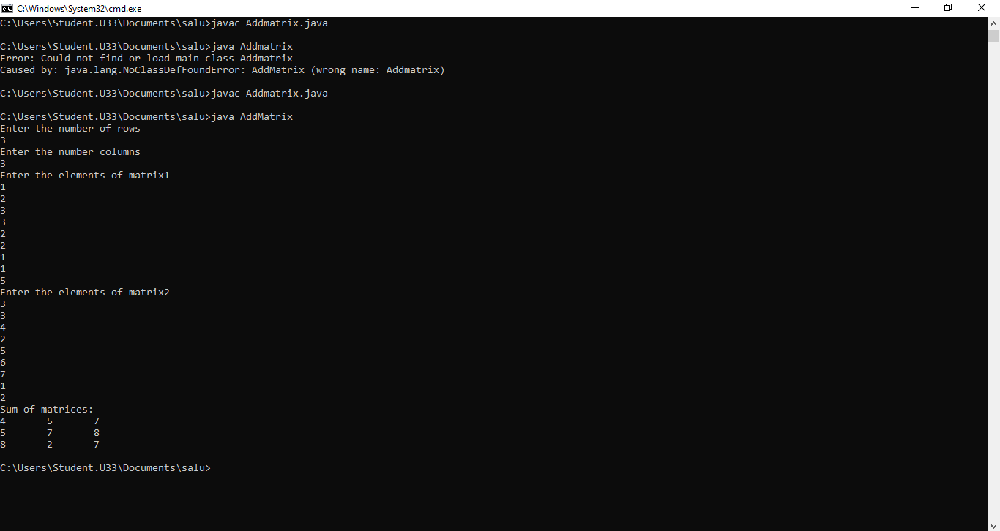 C:\Windows\System32\cmd.exe
C:\Users\Student.U33\Documents\salu>javac Addmatrix.java
C:\Users\Student.U33\Documents\salu>java Addmatrix
Error: Could not find or load main class Addmatrix
Caused by: java.lang.NoClassDefFoundError: AddMatrix (wrong name: Addmatrix)
C:\Users\Student.U33\Documents\salu>javac Addmatrix.java
C:\Users\Student.U33\Documents\salu>java AddMatrix
Enter the number of rows
3
Enter the number columns
3
Enter the elements of matrix1
1
2
3
3
2
2
1
1
5
Enter the elements of matrix2
3
3
4
2
5
6
7
1
2
Sum of matrices:-
4 5 7
5 7 8
8 2 7
C:\Users\Student.U33\Documents\salu>